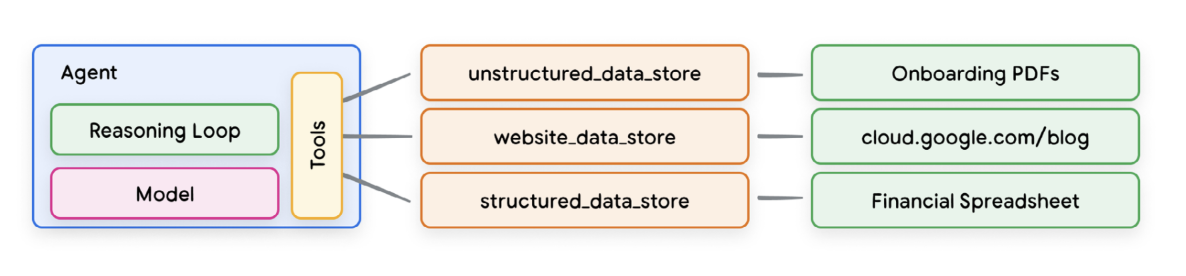 Agent
Reasoning Loop
Model
Tools
unstructured_data_store
Onboarding PDFs
website_data_store
cloud.google.com/blog
structured_data_store
Financial Spreadsheet